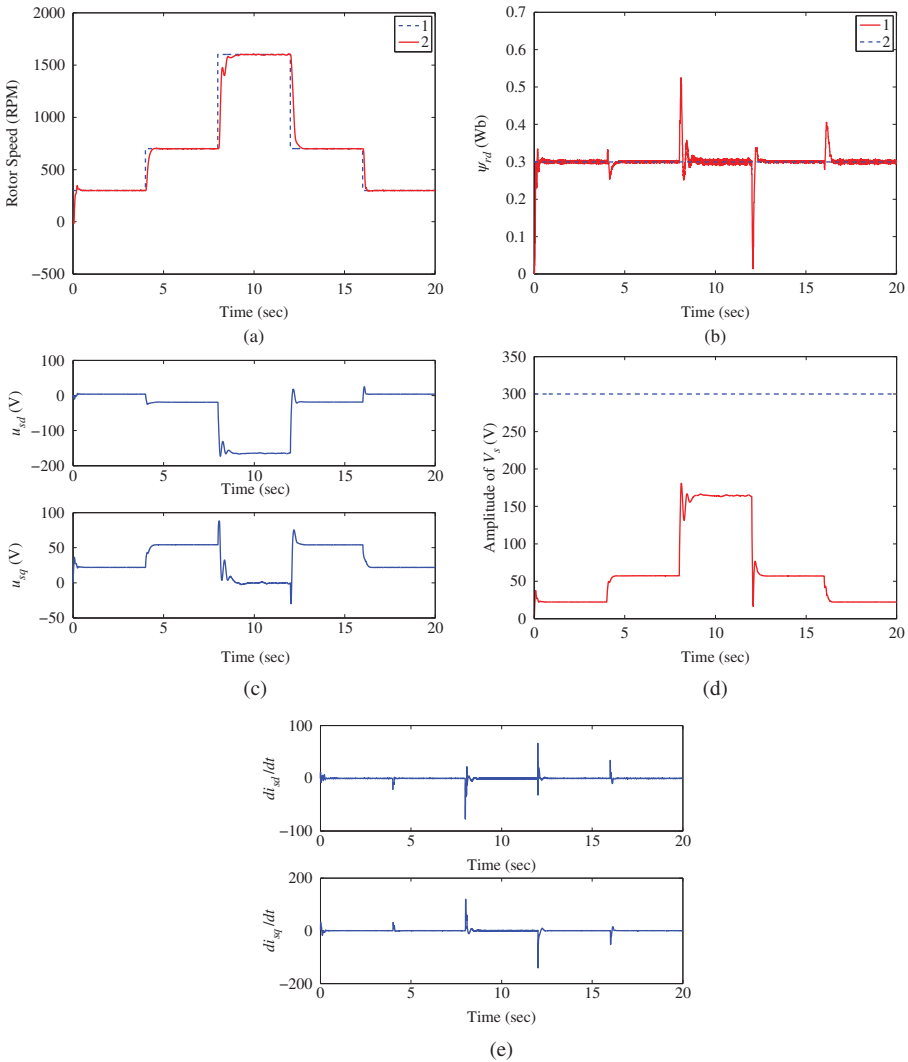 2000
1500
1000
500
0
−500
Rotor Speed (RPM)
1
2
0 5 10 15 20
Time (sec)
(a)
0.7
0.6
0.5
0.4
0.3
0.2
0.1
0
ψrd (Wb)
1
2
0 5 10 15 20
Time (sec)
(b)
100
0
−100
−200
usd (V)
0 5 10 15 20
Time (sec)
100
50
0
−50
usq (V)
0 5 10 15 20
Time (sec)
(c)
350
300
250
200
150
100
50
0
Amplitude of Vs (V)
0 5 10 15 20
Time (sec)
(d)
100
0
−100
disd/dt
0 5 10 15 20
Time (sec)
200
0
−200
disq/dt
0 5 10 15 20
Time (sec)
(e)